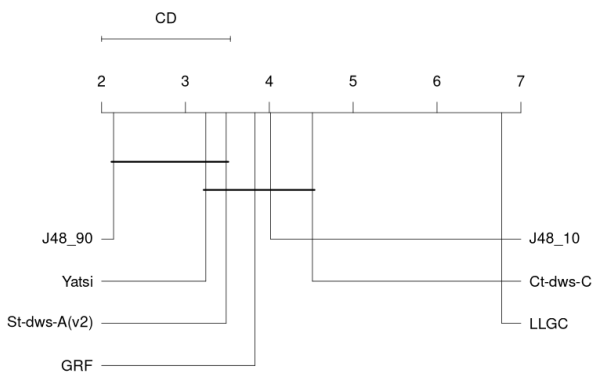 CD
2 3 4 5 6 7
J48_90 J48_10
Yatsi Ct-dws-C
St-dws-A(v2) LLGC
GRF